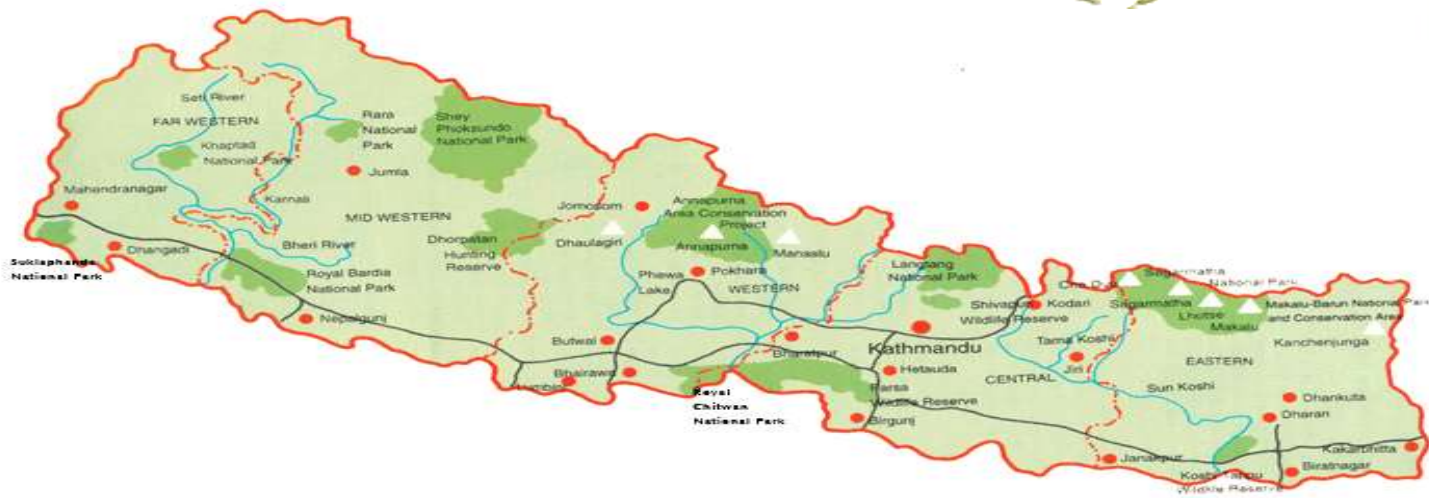 Seti River
FAR WESTERN
Khaptad
National Park
Rara
National
Park
Shey
Phoksundo
National Park
Jumla
Mahendranagar
Karnali
MID WESTERN
Dhangadi
Bheri River
Royal Bardia
National Park
Nepalgunj
Suklaphanda
National Park
Dhorpatan
Hunting
Reserve
Jomosom
Dhaulagiri
Annapurna
Area Conservation
Project
Annapurna
Manaslu
Phewa
Lake
Pokhara
WESTERN
Langtang
National Park
Shivapuri
Wildlife Reserve
Kodari
Butwal
Bhairawa
Lumbini
Bharatpur
Kathmandu
Hetauda
Royal
Chitwan
National Park
Parsa
Wildlife Reserve
Birgunj
CENTRAL
Tama Koshi
Jiri
Sagarmatha
National Park
Sagarmatha
Lhotse
Makalu
Makalu-Barun National Park
and Conservation Area
Kanchenjunga
EASTERN
Sun Koshi
Dhankuta
Dharan
Janakpur
Kakarbhitta
Biratnagar
Koshi Tappu
Wildlife Reserve